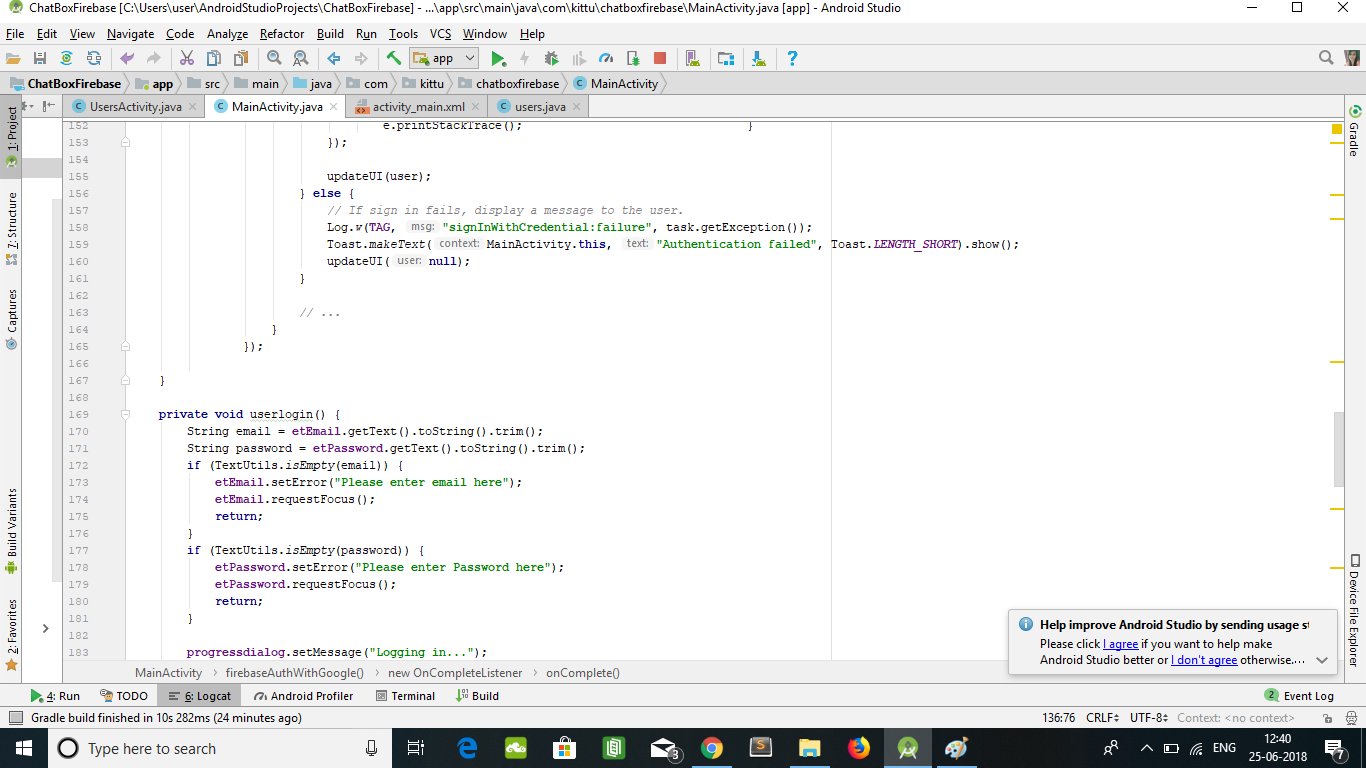 ChatBoxFirebase [C:\Users\user\AndroidStudioProjects\ChatBoxFirebase] - ...\app\src\main\java\com\kittu\chatboxfirebase\MainActivity.java [app] - Android Studio
File Edit View Navigate Code Analyze Refactor Build Run Tools VCS Window Help
app
ChatBoxFirebase app src main java com kittu chatboxfirebase MainActivity
UsersActivity.java MainActivity.java activity_main.xml users.java
1: Project
7: Structure
Captures
Build Variants
2: Favorites
152 e.printStackTrace(); }
153 });
154
155 updateUI(user);
156 } else {
157 // If sign in fails, display a message to the user.
158 Log.w(TAG, msg: "signInWithCredential:failure", task.getException());
159 Toast.makeText( context: MainActivity.this, text: "Authentication failed", Toast.LENGTH_SHORT).show();
160 updateUI( user: null);
161 }
162
163 // ...
164 }
165 });
166
167 }
168
169 private void userlogin() {
170 String email = etEmail.getText().toString().trim();
171 String password = etPassword.getText().toString().trim();
172 if (TextUtils.isEmpty(email)) {
173 etEmail.setError("Please enter email here");
174 etEmail.requestFocus();
175 return;
176 }
177 if (TextUtils.isEmpty(password)) {
178 etPassword.setError("Please enter Password here");
179 etPassword.requestFocus();
180 return;
181 }
182
183 progressdialog.setMessage("Logging in...");
Gradle
Device File Explorer
Help improve Android Studio by sending usage st
Please click I agree if you want to help make
Android Studio better or I don't agree otherwise....
MainActivity firebaseAuthWithGoogle() new OnCompleteListener onComplete()
4: Run TODO 6: Logcat Android Profiler Terminal Build 2 Event Log
Gradle build finished in 10s 282ms (24 minutes ago) 136:76 CRLF UTF-8 Context: <no context>
Type here to search 3 S ENG 12:40
25-06-2018 7